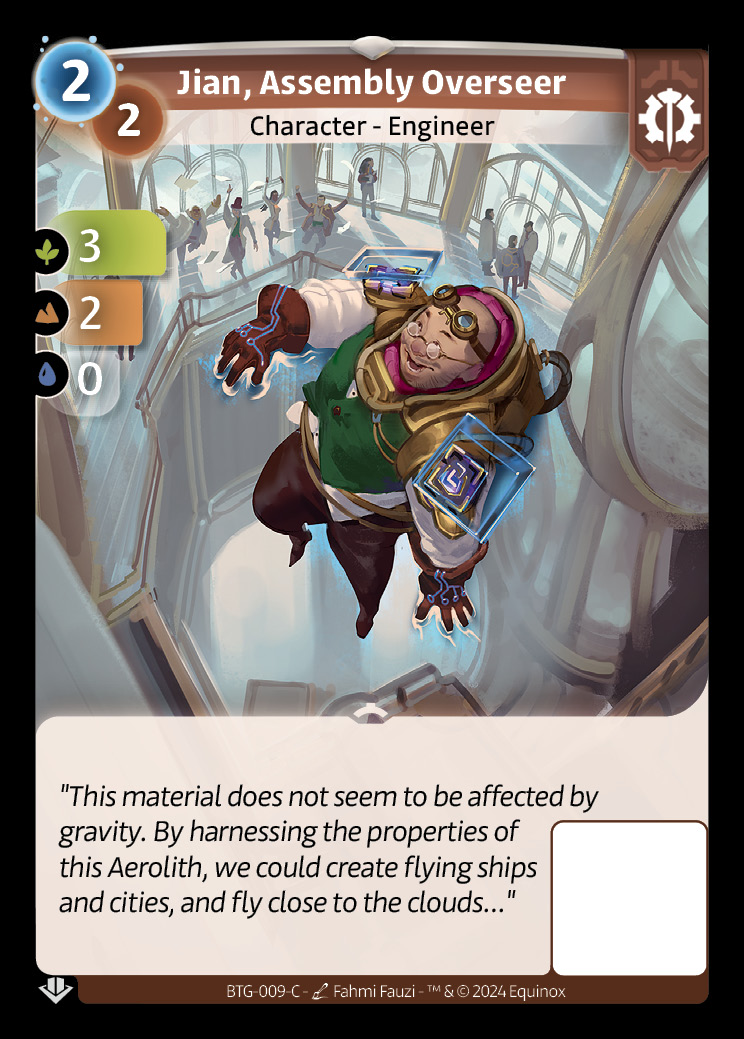 2
Jian, Assembly Overseer
2
Character - Engineer
3
2
0
"This material does not seem to be affected by
gravity. By harnessing the properties of
this Aerolith, we could create flying ships
and cities, and fly close to the clouds..."
BTG-009-C - Fahmi Fauzi - ™ & © 2024 Equinox